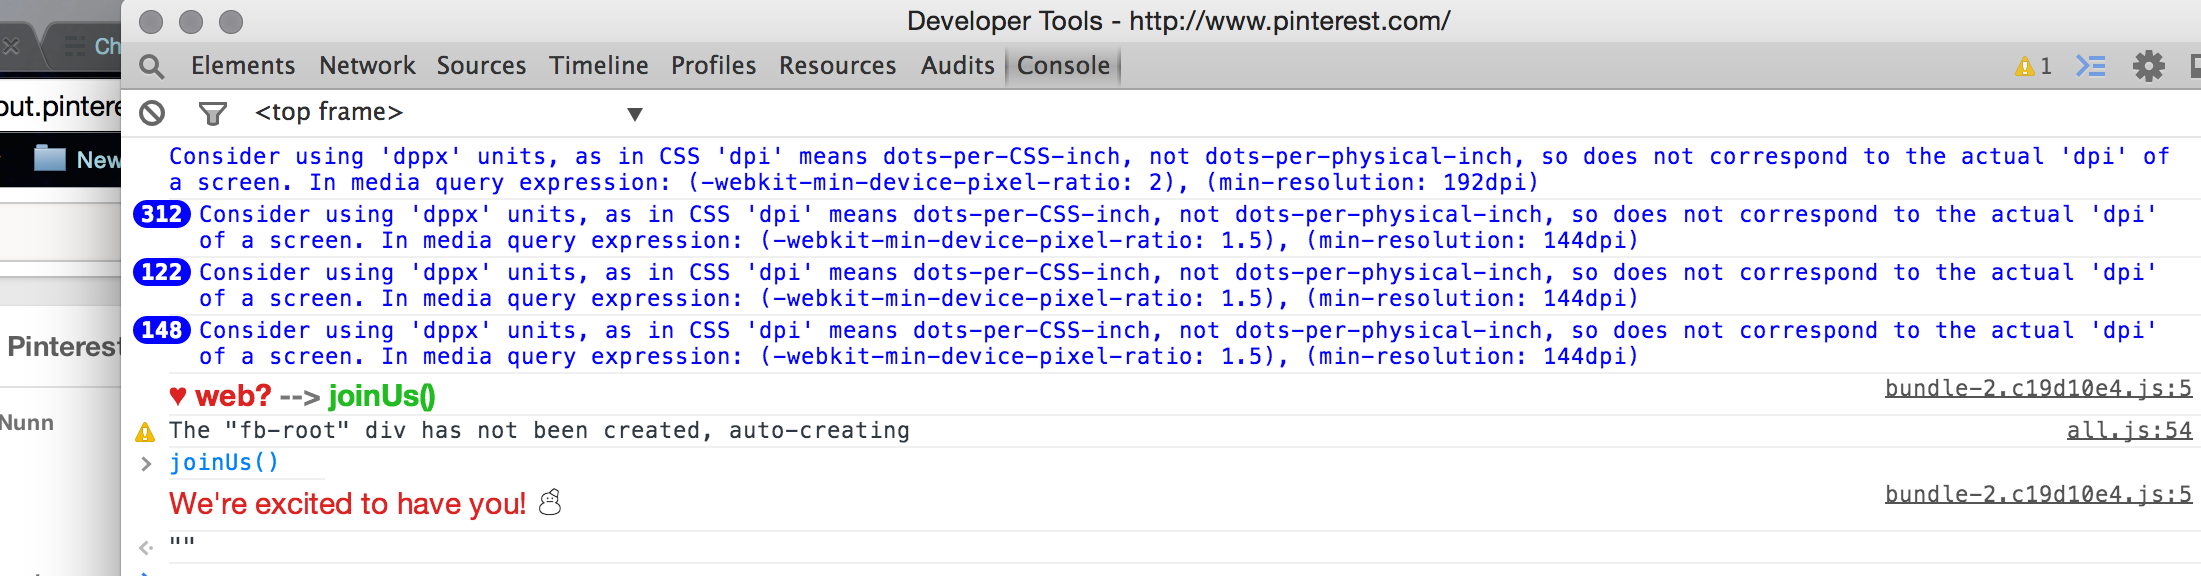 Developer Tools - http://www.pinterest.com/
Ch
Elements Network Sources Timeline Profiles Resources Audits Console 1
out.pintere
<top frame> ▼
New
Consider using 'dppx' units, as in CSS 'dpi' means dots-per-CSS-inch, not dots-per-physical-inch, so does not correspond to the actual 'dpi' of
a screen. In media query expression: (-webkit-min-device-pixel-ratio: 2), (min-resolution: 192dpi)
312 Consider using 'dppx' units, as in CSS 'dpi' means dots-per-CSS-inch, not dots-per-physical-inch, so does not correspond to the actual 'dpi'
of a screen. In media query expression: (-webkit-min-device-pixel-ratio: 1.5), (min-resolution: 144dpi)
122 Consider using 'dppx' units, as in CSS 'dpi' means dots-per-CSS-inch, not dots-per-physical-inch, so does not correspond to the actual 'dpi'
of a screen. In media query expression: (-webkit-min-device-pixel-ratio: 1.5), (min-resolution: 144dpi)
148 Consider using 'dppx' units, as in CSS 'dpi' means dots-per-CSS-inch, not dots-per-physical-inch, so does not correspond to the actual 'dpi'
of a screen. In media query expression: (-webkit-min-device-pixel-ratio: 1.5), (min-resolution: 144dpi)
Pinterest
♥ web? --> joinUs() bundle-2.c19d10e4.js:5
Nunn
The "fb-root" div has not been created, auto-creating all.js:54
> joinUs()
We're excited to have you! ☃ bundle-2.c19d10e4.js:5
""